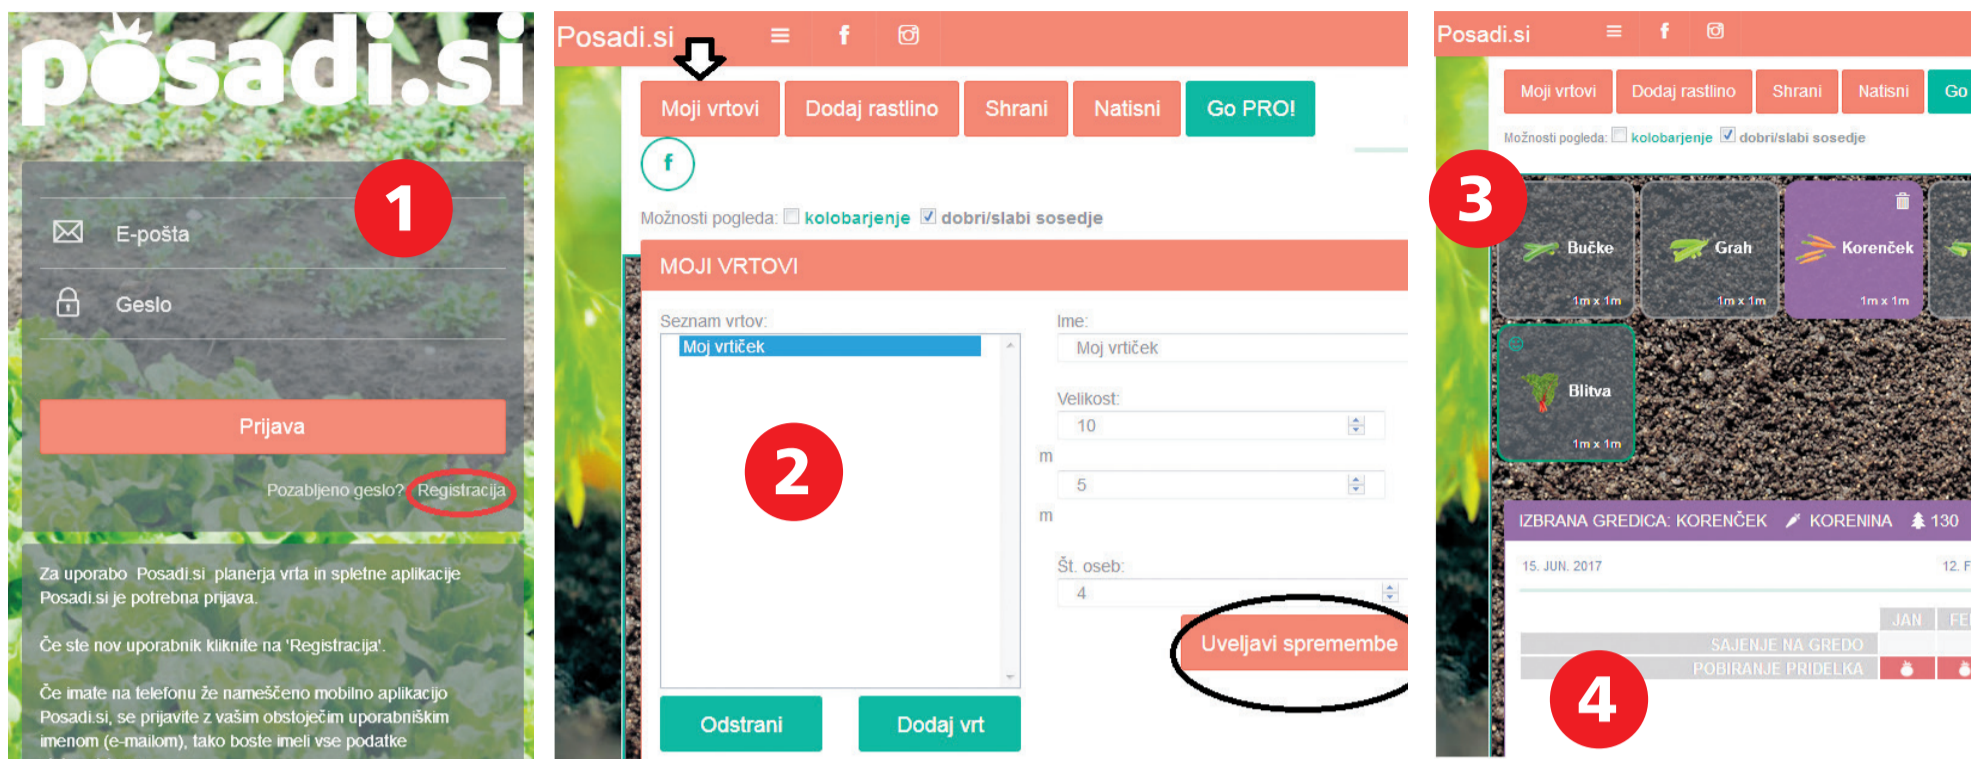 posadi.si
1
E-pošta
Geslo
Prijava
Pozabljeno geslo? Registracija
Za uporabo Posadi.si planerja vrta in spletne aplikacije
Posadi.si je potrebna prijava.
Če ste nov uporabnik kliknite na 'Registracija'.
Če imate na telefonu že nameščeno mobilno aplikacijo
Posadi.si, se prijavite z vašim obstoječim uporabniškim
imenom (e-mailom), tako boste imeli vse podatke
Posadi.si
Moji vrtovi Dodaj rastlino Shrani Natisni Go PRO!
Možnosti pogleda: kolobarjenje dobri/slabi sosedje
MOJI VRTOVI
Seznam vrtov:
Moj vrtiček
2
Ime:
Moj vrtiček
Velikost:
10
m
5
m
Št. oseb:
4
Uveljavi spremembe
Odstrani Dodaj vrt
Posadi.si
Moji vrtovi Dodaj rastlino Shrani Natisni Go
Možnosti pogleda: kolobarjenje dobri/slabi sosedje
3
Bučke Grah Korenček
1m x 1m 1m x 1m 1m x 1m
Blitva
1m x 1m
IZBRANA GREDICA: KORENČEK KORENINA 130
15. JUN. 2017 12. F
JAN FE
SAJENJE NA GREDO
POBIRANJE PRIDELKA
4